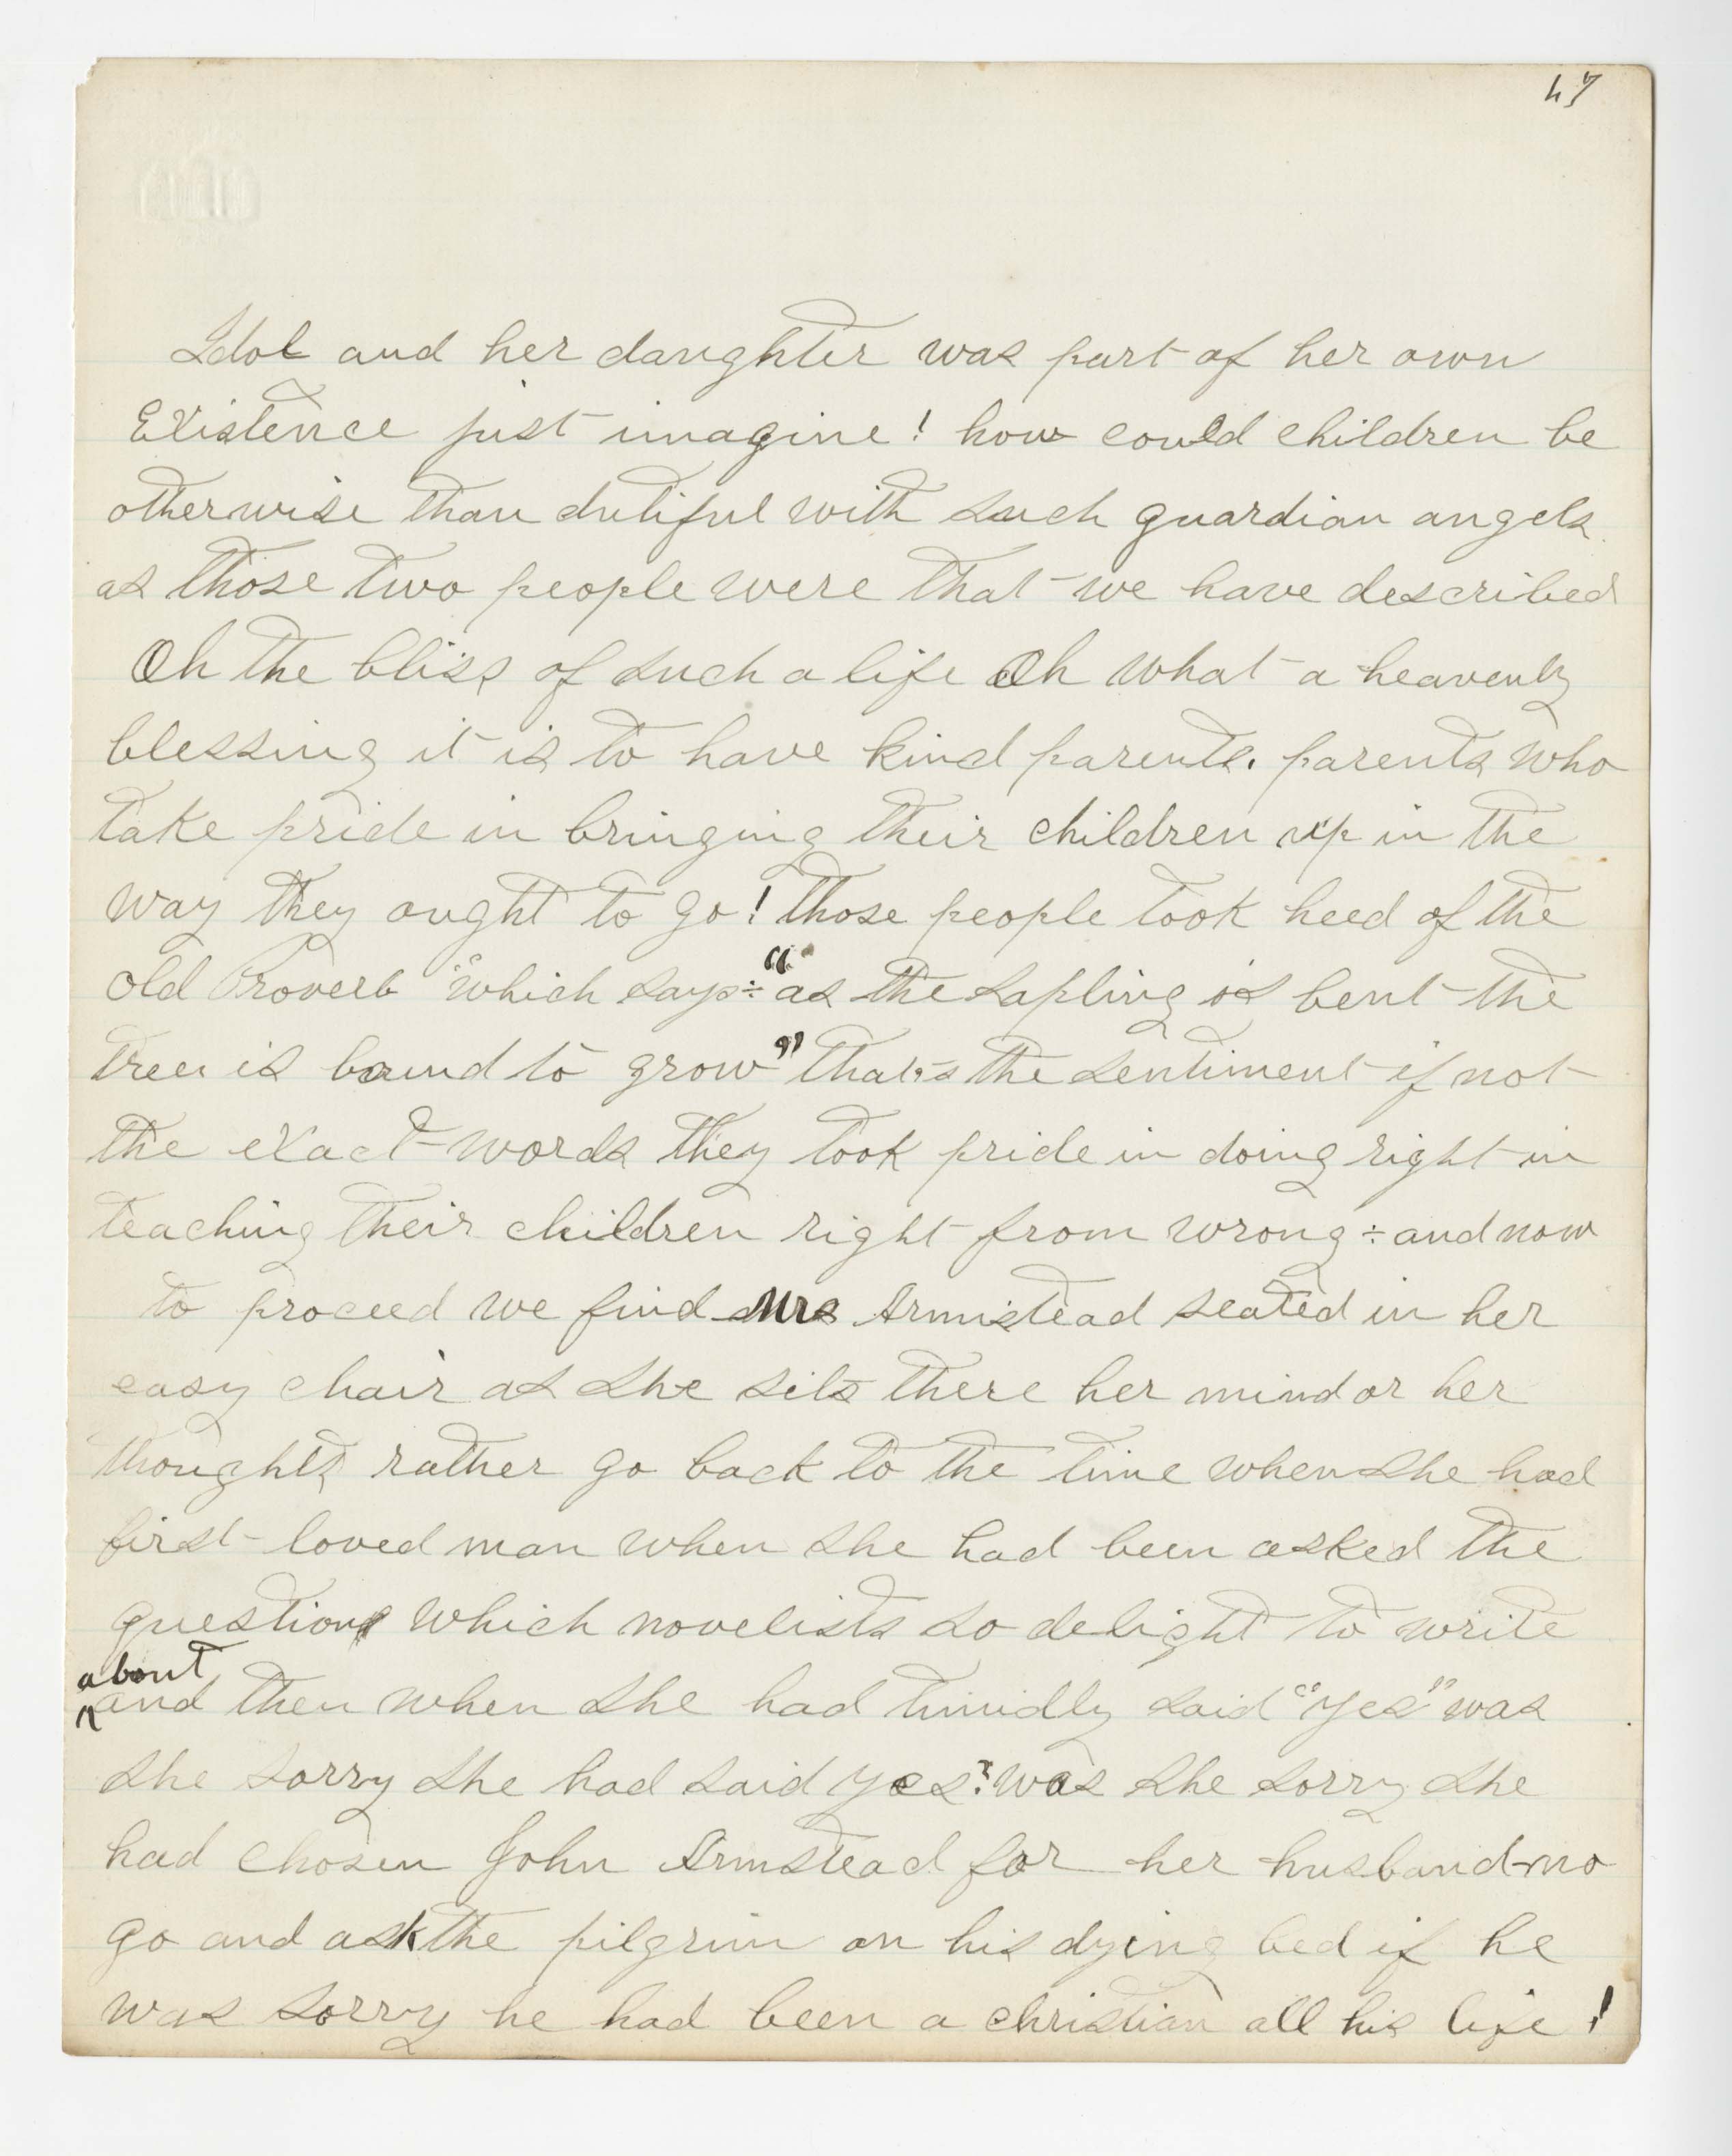 47
Idol and her daughter was part of her own
Existence just imagine! how could children be
otherwise than dutiful with such guardian angels
as those two people were that we have described
Oh the bliss of such a life Oh what a heavenly
blessing it is to have kind parents. parents who
take pride in bringing their children up in the
way they ought to go! those people took heed of the
old Proverb "which says÷ "as the sapling is bent the
tree is bound to grow" that's the sentiment if not
the exact words they took pride in doing right in
teaching their children right from wrong ÷ and now
to proceed we find Mrs Armistead seated in her
easy chair as she sits there her mind or her
thoughts rather go back to the time when she had
first loved man when she had been asked the
question which novelists so delight to write
about
and then when she had timidly said "Yes" was
she sorry she had said yes? was she sorry she
had chosen John Armstead for her husband-no
go and ask the pilgrim on his dying bed if he
was sorry he had been a christian all his life!